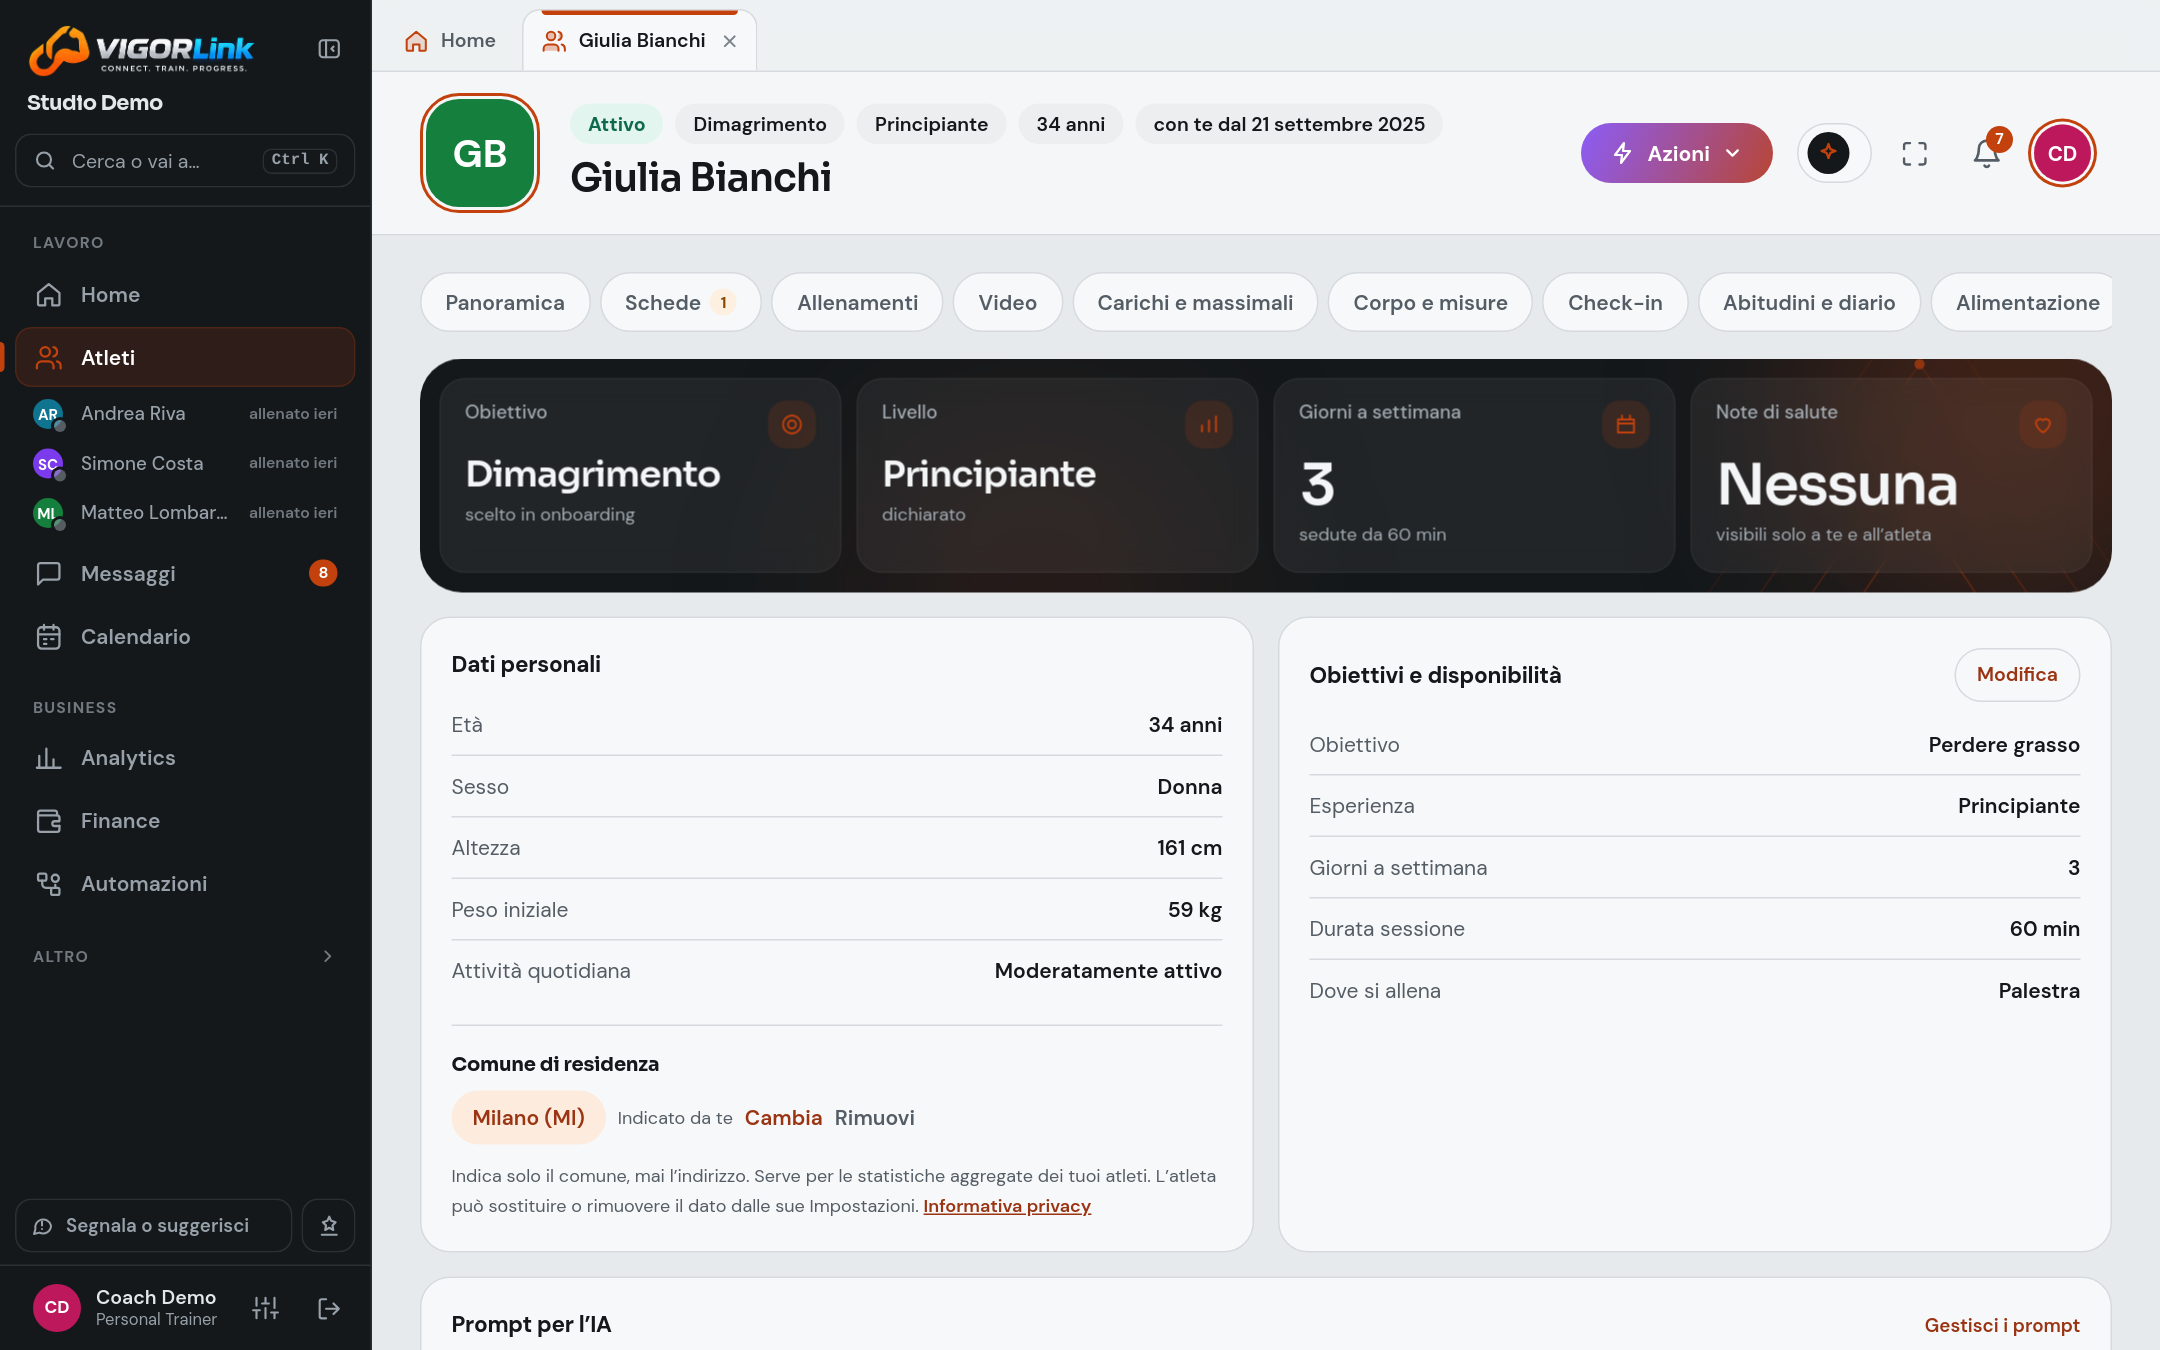 VIGORLink
CONNECT. TRAIN. PROGRESS.
Studio Demo
Cerca o vai a... Ctrl K
LAVORO
Home
Atleti
AR Andrea Riva allenato ieri
SC Simone Costa allenato ieri
ML Matteo Lombar... allenato ieri
Messaggi 8
Calendario
BUSINESS
Analytics
Finance
Automazioni
ALTRO
Segnala o suggerisci
CD Coach Demo
Personal Trainer
Home Giulia Bianchi
GB
Attivo Dimagrimento Principiante 34 anni con te dal 21 settembre 2025
Giulia Bianchi
Azioni 7 CD
Panoramica Schede 1 Allenamenti Video Carichi e massimali Corpo e misure Check-in Abitudini e diario Alimentazione
Obiettivo
Dimagrimento
scelto in onboarding
Livello
Principiante
dichiarato
Giorni a settimana
3
sedute da 60 min
Note di salute
Nessuna
visibili solo a te e all'atleta
Dati personali
Età 34 anni
Sesso Donna
Altezza 161 cm
Peso iniziale 59 kg
Attività quotidiana Moderatamente attivo
Comune di residenza
Milano (MI) Indicato da te Cambia Rimuovi
Indica solo il comune, mai l'indirizzo. Serve per le statistiche aggregate dei tuoi atleti. L'atleta
può sostituire o rimuovere il dato dalle sue Impostazioni. Informativa privacy
Obiettivi e disponibilità Modifica
Obiettivo Perdere grasso
Esperienza Principiante
Giorni a settimana 3
Durata sessione 60 min
Dove si allena Palestra
Prompt per l'IA Gestisci i prompt